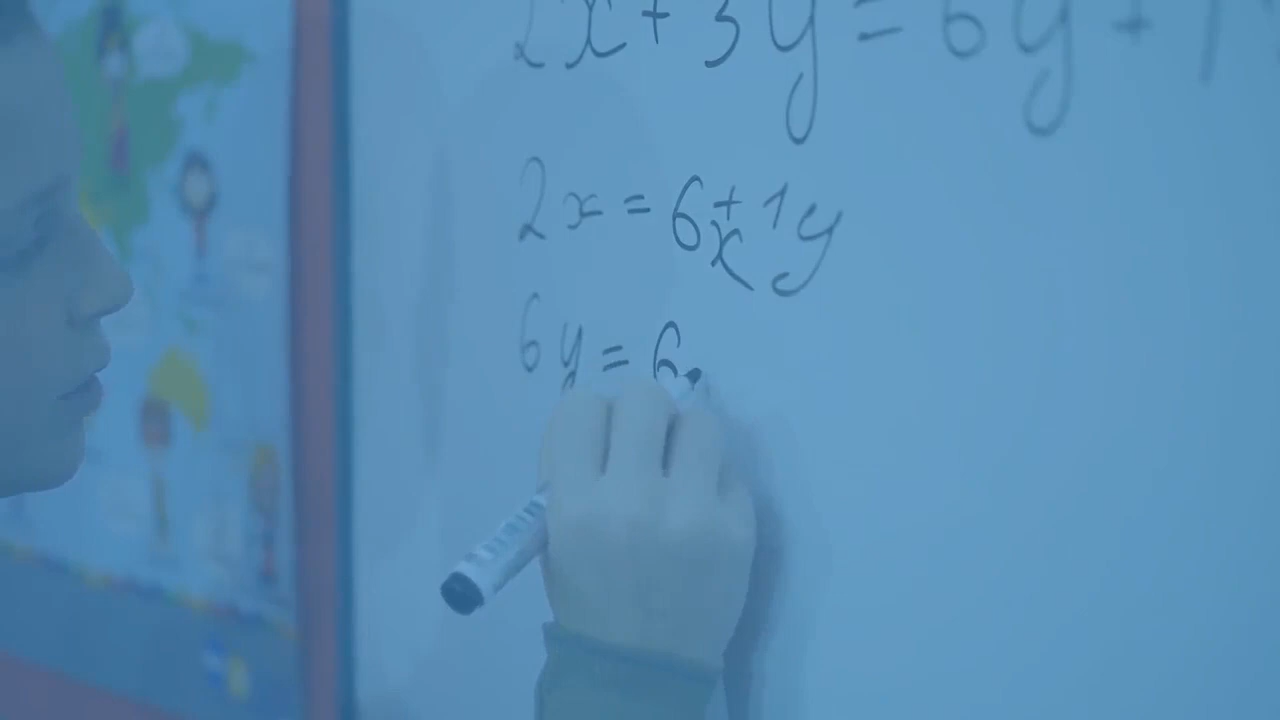 2x + 3y = 6y + 1
2x = 6x + 1y
6y = 6